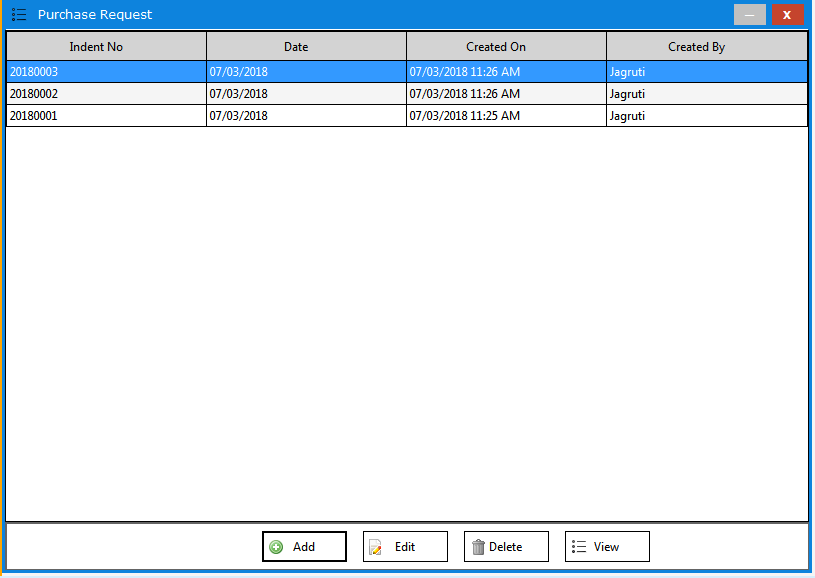 Purchase Request
x
Indent No Date Created On Created By
20180003 07/03/2018 07/03/2018 11:26 AM Jagruti
20180002 07/03/2018 07/03/2018 11:26 AM Jagruti
20180001 07/03/2018 07/03/2018 11:25 AM Jagruti
Add Edit Delete View